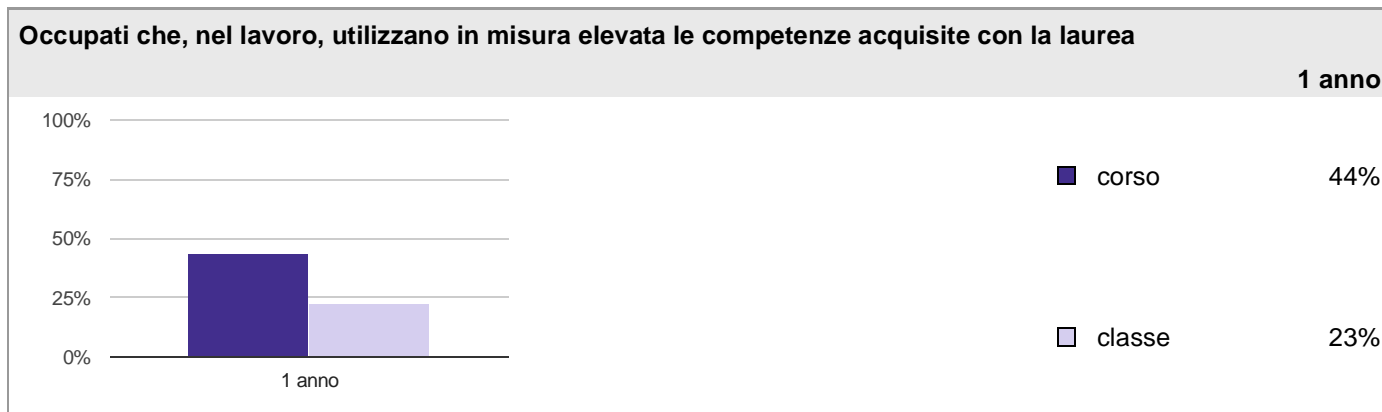 Occupati che, nel lavoro, utilizzano in misura elevata le competenze acquisite con la laurea
1 anno
100%
75%
50%
25%
0%
1 anno
corso 44%
classe 23%